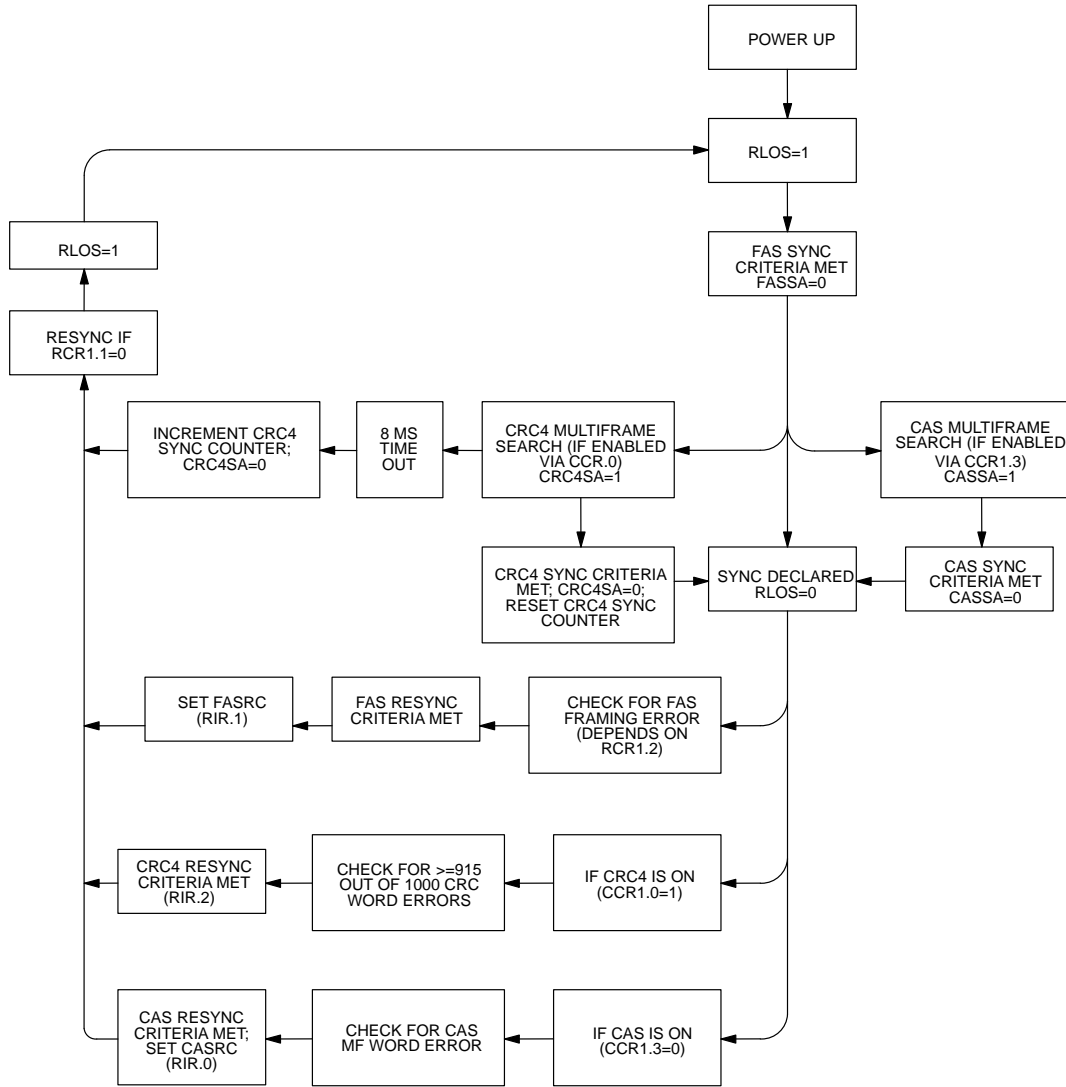 POWER UP
RLOS=1
RLOS=1
FAS SYNC
CRITERIA MET
FASSA=0
RESYNC IF
RCR1.1=0
INCREMENT CRC4
SYNC COUNTER;
CRC4SA=0
8 MS
TIME
OUT
CRC4 MULTIFRAME
SEARCH (IF ENABLED
VIA CCR.0)
CRC4SA=1
CAS MULTIFRAME
SEARCH (IF ENABLED
VIA CCR1.3)
CASSA=1
CRC4 SYNC CRITERIA
MET; CRC4SA=0;
RESET CRC4 SYNC
COUNTER
SYNC DECLARED
RLOS=0
CAS SYNC
CRITERIA MET
CASSA=0
SET FASRC
(RIR.1)
FAS RESYNC
CRITERIA MET
CHECK FOR FAS
FRAMING ERROR
(DEPENDS ON
RCR1.2)
CRC4 RESYNC
CRITERIA MET
(RIR.2)
CHECK FOR >=915
OUT OF 1000 CRC
WORD ERRORS
IF CRC4 IS ON
(CCR1.0=1)
CAS RESYNC
CRITERIA MET;
SET CASRC
(RIR.0)
CHECK FOR CAS
MF WORD ERROR
IF CAS IS ON
(CCR1.3=0)